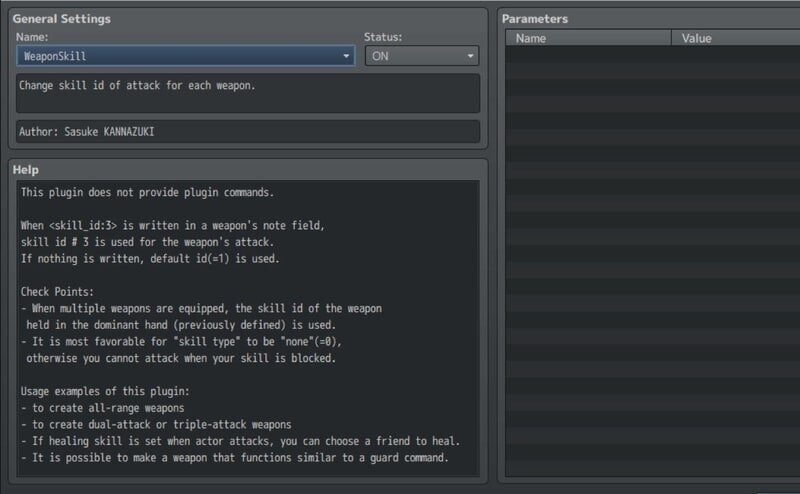 General Settings
Name:
Status:
WeaponSkill
ON
Change skill id of attack for each weapon.
Author: Sasuke KANNAZUKI
Help
This plugin does not provide plugin commands.
When <skill_id:3> is written in a weapon's note field,
skill id # 3 is used for the weapon's attack.
If nothing is written, default id(=1) is used.
Check Points:
- When multiple weapons are equipped, the skill id of the weapon
held in the dominant hand (previously defined) is used.
- It is most favorable for "skill type" to be "none"(=0),
otherwise you cannot attack when your skill is blocked.
Usage examples of this plugin:
- to create all-range weapons
- to create dual-attack or triple-attack weapons
- If healing skill is set when actor attacks, you can choose a friend to heal.
- It is possible to make a weapon that functions similar to a guard command.
Parameters
Name
Value